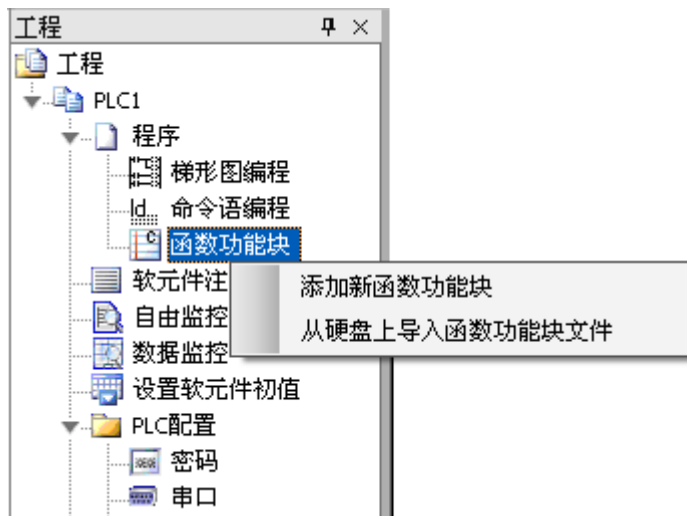 工程
工程
PLC1
程序
梯形图编程
ld... 命令语编程
函数功能块
软元件注
添加新函数功能块
自由监控
从硬盘上导入函数功能块文件
数据监控
设置软元件初值
PLC配置
密码
串口